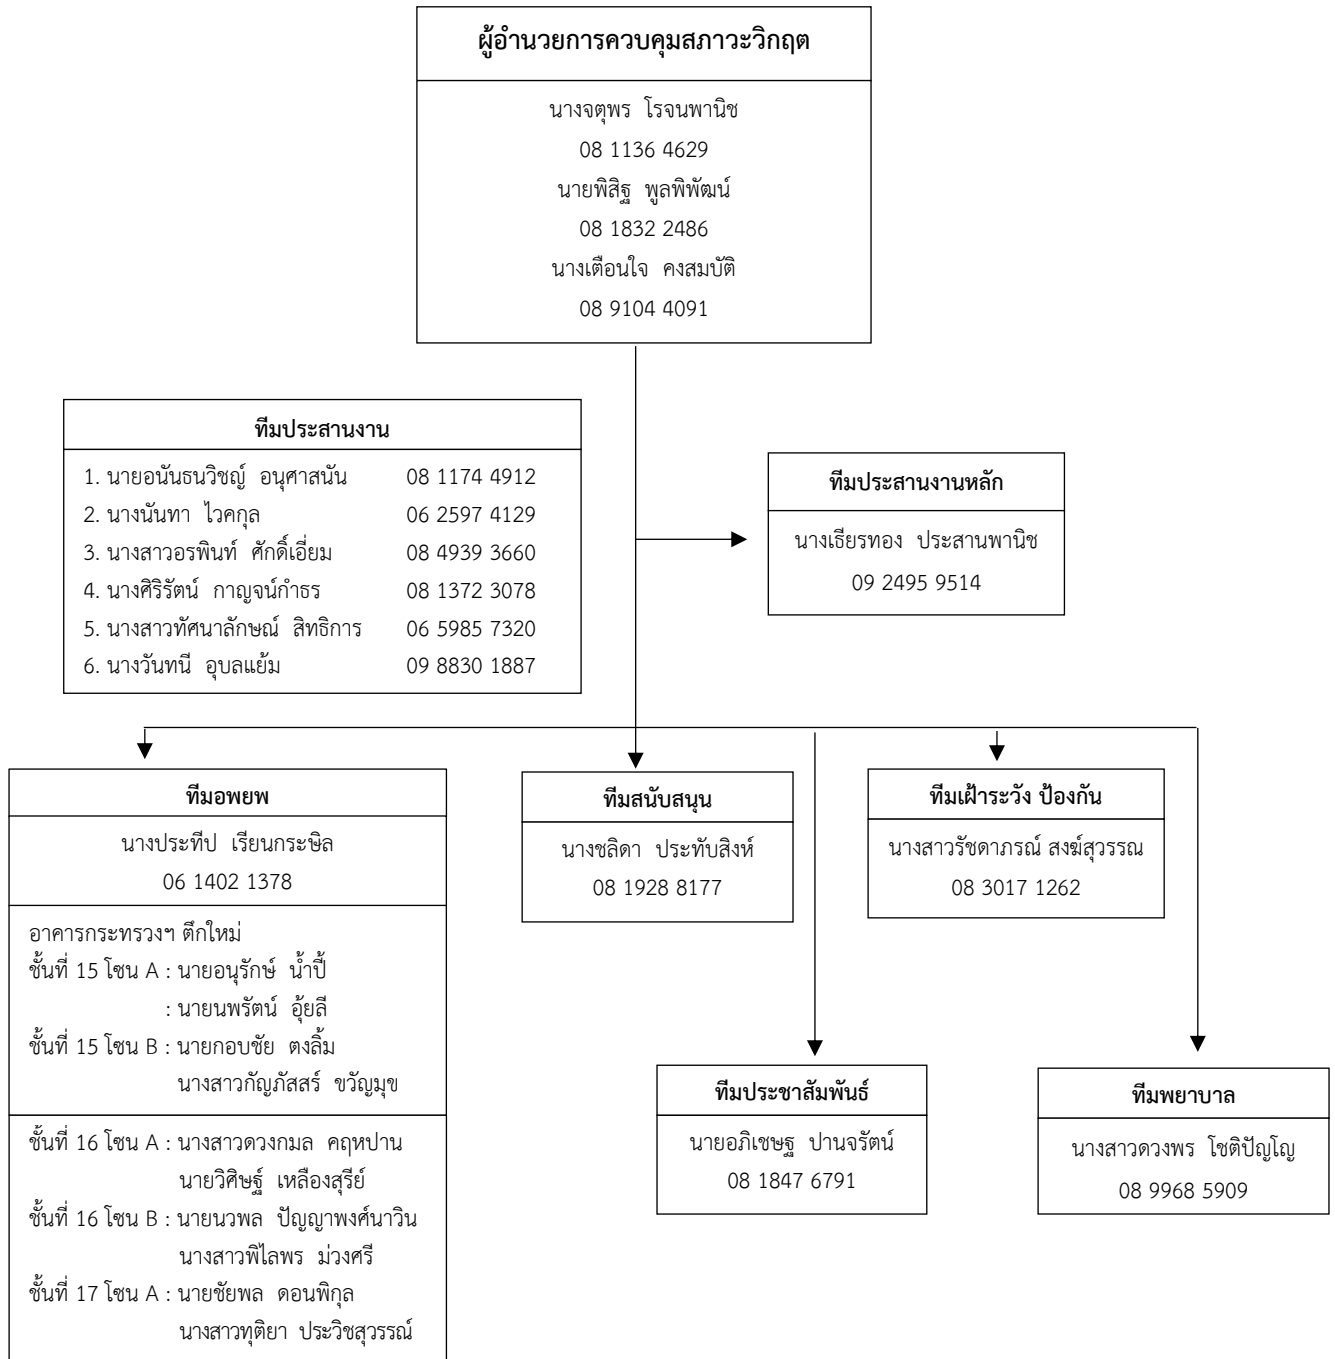 ผู้อำนวยการควบคุมสภาวะวิกฤต
นางจตุพร โรจนพานิช
08 1136 4629
นายพิสิฐ พูลพิพัฒน์
08 1832 2486
นางเตือนใจ คงสมบัติ
08 9104 4091
ทีมประสานงาน
1. นายอนันธนวิชญ์ อนุศาสนัน 08 1174 4912
2. นางนันทา ไวคกุล 06 2597 4129
3. นางสาวอรพินท์ ศักดิ์เอี่ยม 08 4939 3660
4. นางศิริรัตน์ กาญจน์กำธร 08 1372 3078
5. นางสาวทัศนาลักษณ์ สิทธิการ 06 5985 7320
6. นางวันทนี อุบลแย้ม 09 8830 1887
ทีมประสานงานหลัก
นางเธียรทอง ประสานพานิช
09 2495 9514
ทีมอพยพ
นางประทีป เรียนกระษิล
06 1402 1378
อาคารกระทรวงฯ ตึกใหม่
ชั้นที่ 15 โซน A : นายอนุรักษ์ น้ำปี้
: นายนพรัตน์ อุ้ยลี
ชั้นที่ 15 โซน B : นายกอบชัย ตงลิ้ม
นางสาวกัญภัสสร์ ขวัญมุข
ชั้นที่ 16 โซน A : นางสาวดวงกมล คฤหปาน
นายวิศิษฐ์ เหลืองสุรีย์
ชั้นที่ 16 โซน B : นายนวพล ปัญญาพงศ์นาวิน
นางสาวพิไลพร ม่วงศรี
ชั้นที่ 17 โซน A : นายชัยพล ดอนพิกุล
นางสาวทุติยา ประวิชสุวรรณ์
ทีมสนับสนุน
นางชลิดา ประทับสิงห์
08 1928 8177
ทีมเฝ้าระวัง ป้องกัน
นางสาวรัชดาภรณ์ สงฆ์สุวรรณ
08 3017 1262
ทีมประชาสัมพันธ์
นายอภิเชษฐ ปานจรัตน์
08 1847 6791
ทีมพยาบาล
นางสาวดวงพร โชติปัญโญ
08 9968 5909